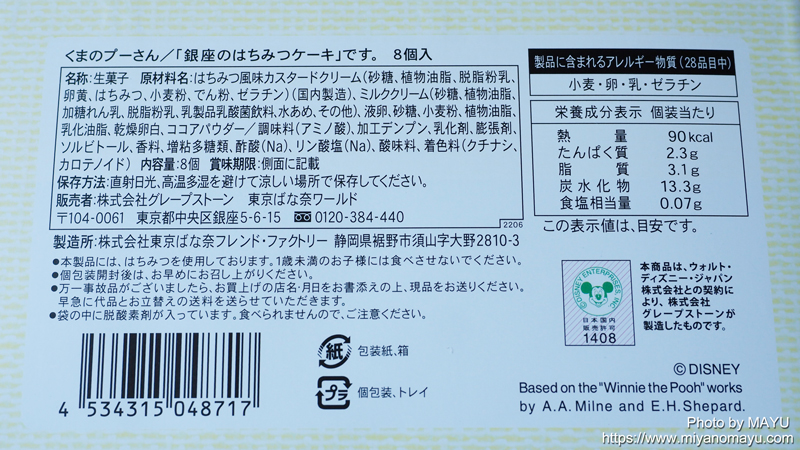 くまのプーさん/「銀座のはちみつケーキ」です。 8個入
名称:生菓子 原材料名:はちみつ風味カスタードクリーム(砂糖、植物油脂、脱脂粉乳、
卵黄、はちみつ、小麦粉、でん粉、ゼラチン)(国内製造)、ミルククリーム(砂糖、植物油脂、
加糖れん乳、脱脂粉乳、乳製品乳酸菌飲料、水あめ、その他)、液卵、砂糖、小麦粉、植物油脂、
乳化油脂、乾燥卵白、ココアパウダー/調味料(アミノ酸)、加工デンプン、乳化剤、膨張剤、
ソルビトール、香料、増粘多糖類、酢酸(Na)、リン酸塩(Na)、酸味料、着色料(クチナシ、
カロテノイド) 内容量:8個 賞味期限:側面に記載
保存方法:直射日光、高温多湿を避けて涼しい場所で保存してください。
販売者:株式会社グレープストーン 東京ばな奈ワールド
〒104-0061 東京都中央区銀座5-6-15 0120-384-440
2206
製造所:株式会社東京ばな奈フレンド・ファクトリー 静岡県裾野市須山字大野2810-3
●本製品には、はちみつを使用しております。1歳未満のお子様には食べさせないでください。
●個包装開封後は、お早めにお召し上がりください。
●万一事故品がございましたら、お買上げの店名・月日をお書添えの上、現品をお送りください。
早急に代品とお立替えの送料を送らせていただきます。
●袋の中に脱酸素剤が入っています。食べられませんので、ご注意ください。
4 534315 048717
紙 包装紙、箱
プラ 個包装、トレイ
製品に含まれるアレルギー物質(28品目中)
小麦・卵・乳・ゼラチン
栄養成分表示 個装当たり
熱量 90kcal
たんぱく質 2.3g
脂質 3.1g
炭水化物 13.3g
食塩相当量 0.07g
この表示値は、目安です。
©DISNEY ENTERPRISES INC.
日本国内
販売許可
1408
本商品は、ウォルト・
ディズニー・ジャパン
株式会社との契約
により、株式会社
グレープストーンが
製造したものです。
©DISNEY
Based on the "Winnie the Pooh" works
by A.A. Milne and E.H. Shepard.
Photo by MAYU
https://www.miyanomayu.com/